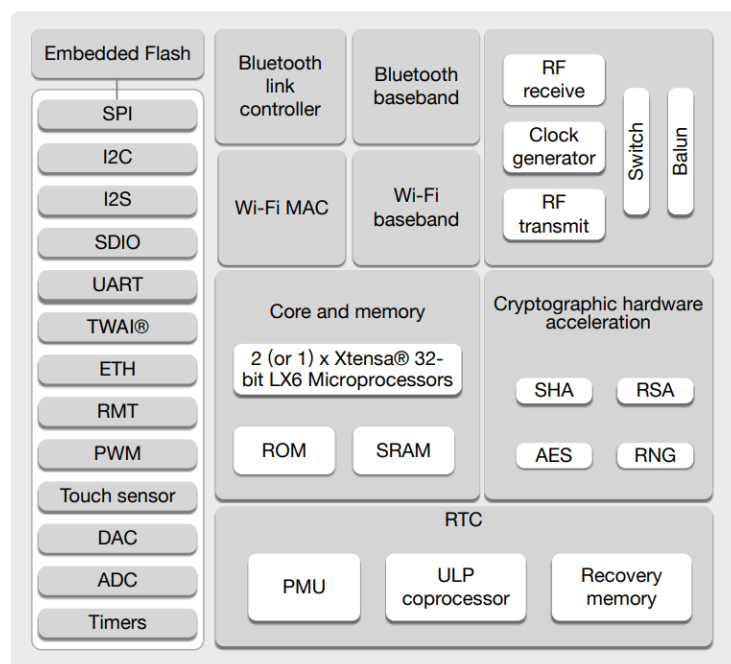 Embedded Flash
SPI
I2C
I2S
SDIO
UART
TWAI®
ETH
RMT
PWM
Touch sensor
DAC
ADC
Timers
Bluetooth
link
controller
Bluetooth
baseband
Wi-Fi MAC
Wi-Fi
baseband
RF
receive
Clock
generator
RF
transmit
Switch
Balun
Core and memory
2 (or 1) x Xtensa® 32-
bit LX6 Microprocessors
ROM
SRAM
Cryptographic hardware
acceleration
SHA
RSA
AES
RNG
RTC
PMU
ULP
coprocessor
Recovery
memory